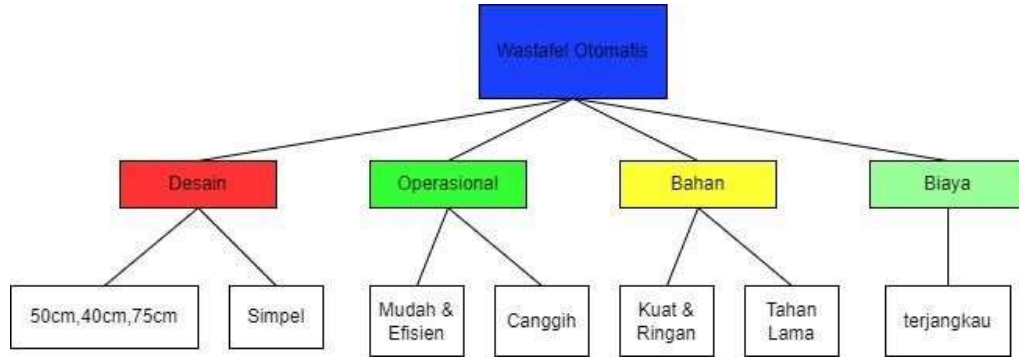 Wastafel Otomatis
Desain
Operasional
Bahan
Biaya
50cm,40cm,75cm
Simpel
Mudah &
Efisien
Canggih
Kuat &
Ringan
Tahan
Lama
terjangkau